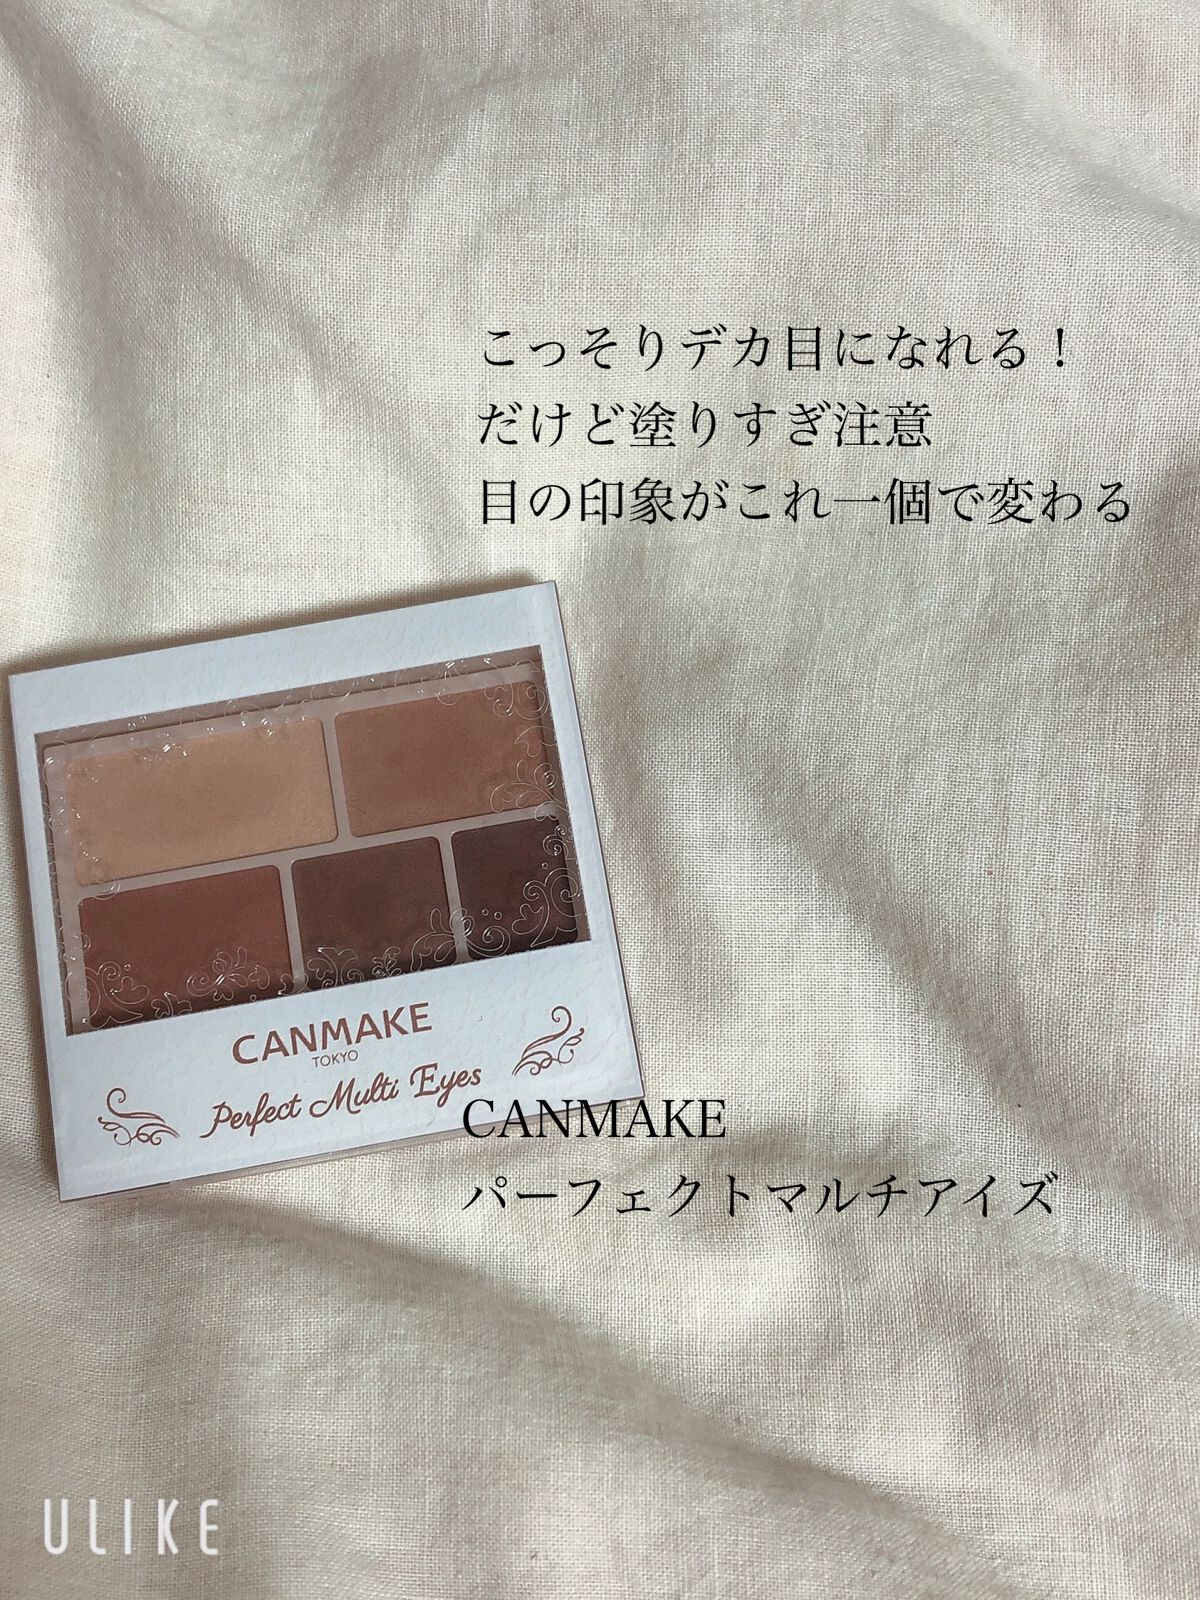 こっそりデカ目になれる！
だけど塗りすぎ注意
目の印象がこれ一個で変わる
CANMAKE
TOKYO
Perfect Multi Eyes
CANMAKE
パーフェクトマルチアイズ
ULIKE